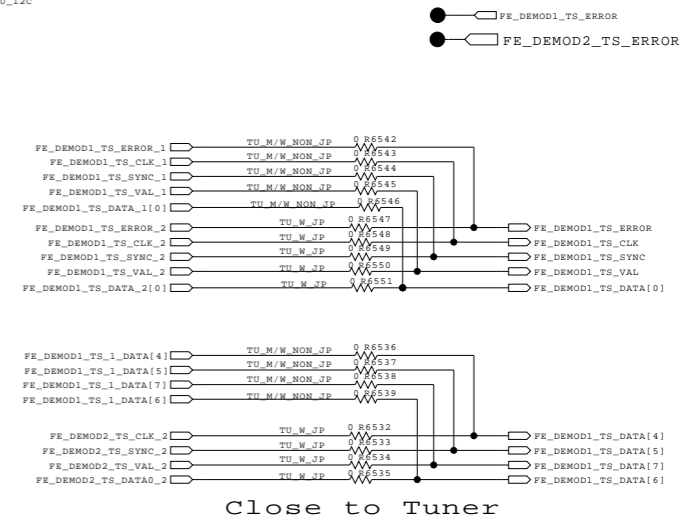 FE_DEMOD1_TS_ERROR
FE_DEMOD2_TS_ERROR
FE_DEMOD1_TS_ERROR_1 TU_M/W_NON_JP 0 R6542
FE_DEMOD1_TS_CLK_1 0 R6543
FE_DEMOD1_TS_SYNC_1 TU_M/W_NON_JP 0 R6544
FE_DEMOD1_TS_VAL_1 TU_M/W_NON_JP 0 R6545
FE_DEMOD1_TS_DATA_1[0] TU_M/W_NON_JP 0 R6546
FE_DEMOD1_TS_ERROR_2 TU_W_JP 0 R6547 FE_DEMOD1_TS_ERROR
FE_DEMOD1_TS_CLK_2 TU_W_JP 0 R6548 FE_DEMOD1_TS_CLK
FE_DEMOD1_TS_SYNC_2 TU_W_JP 0 R6549 FE_DEMOD1_TS_SYNC
FE_DEMOD1_TS_VAL_2 TU_W_JP 0 R6550 FE_DEMOD1_TS_VAL
FE_DEMOD1_TS_DATA_2[0] TU_W_JP 0 R6551 FE_DEMOD1_TS_DATA[0]
FE_DEMOD1_TS_1_DATA[4] TU_M/W_NON_JP 0 R6536
FE_DEMOD1_TS_1_DATA[5] TU_M/W_NON_JP 0 R6537
FE_DEMOD1_TS_1_DATA[7] TU_M/W_NON_JP 0 R6538
FE_DEMOD1_TS_1_DATA[6] TU_M/W_NON_JP 0 R6539
FE_DEMOD2_TS_CLK_2 TU_W_JP 0 R6532 FE_DEMOD1_TS_DATA[4]
FE_DEMOD2_TS_SYNC_2 TU_W_JP 0 R6533 FE_DEMOD1_TS_DATA[5]
FE_DEMOD2_TS_VAL_2 TU_W_JP 0 R6534 FE_DEMOD1_TS_DATA[7]
FE_DEMOD2_TS_DATA0_2 TU_W_JP 0 R6535 FE_DEMOD1_TS_DATA[6]
Close to Tuner